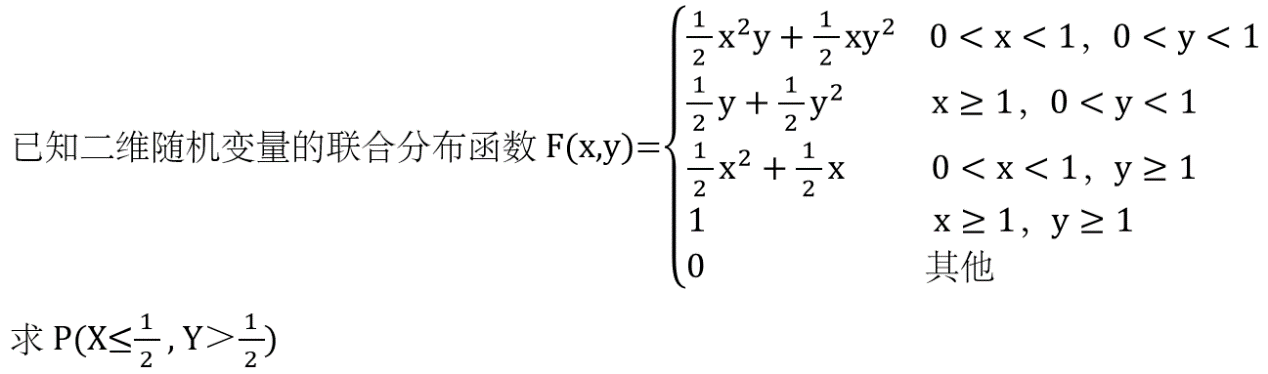 已知二维随机变量的联合分布函数 F(x,y)=
1/2 x²y + 1/2 xy² 0 < x < 1, 0 < y < 1
1/2 y + 1/2 y² x ≥ 1, 0 < y < 1
1/2 x² + 1/2 x 0 < x < 1, y ≥ 1
1 x ≥ 1, y ≥ 1
0 其他
求 P(X≤1/2 , Y＞1/2)